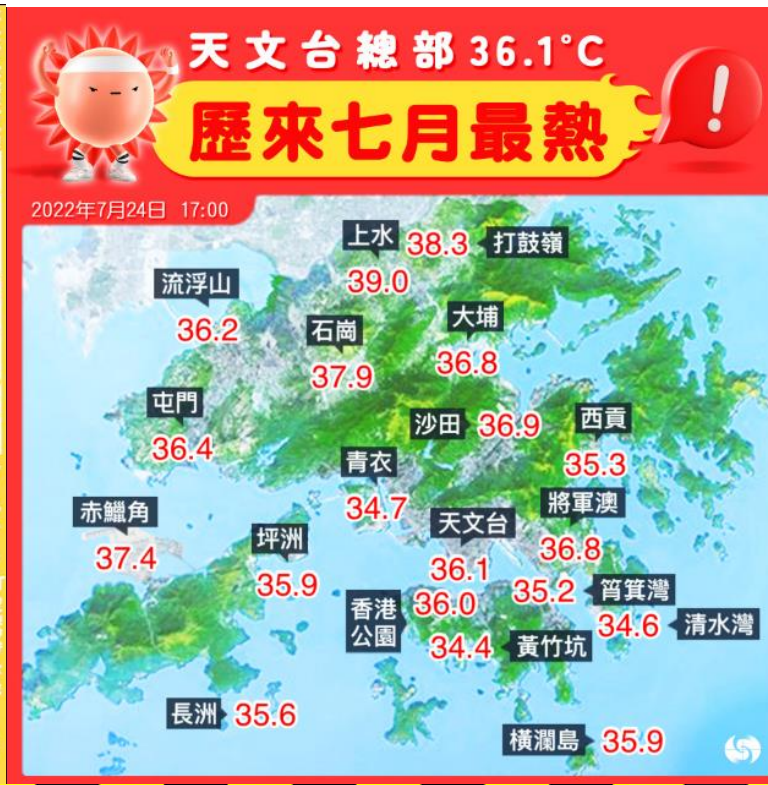 天文台總部36.1°C
歷來七月最熱
!
2022年7月24日 17:00
上水
39.0
38.3
打鼓嶺
流浮山
36.2
石崗
37.9
大埔
36.8
屯門
36.4
沙田
36.9
西貢
35.3
青衣
34.7
天文台
36.1
將軍澳
36.8
赤鱲角
37.4
坪洲
35.9
香港
公園
36.0
35.2
筲箕灣
34.4
黃竹坑
34.6
清水灣
長洲
35.6
橫瀾島
35.9